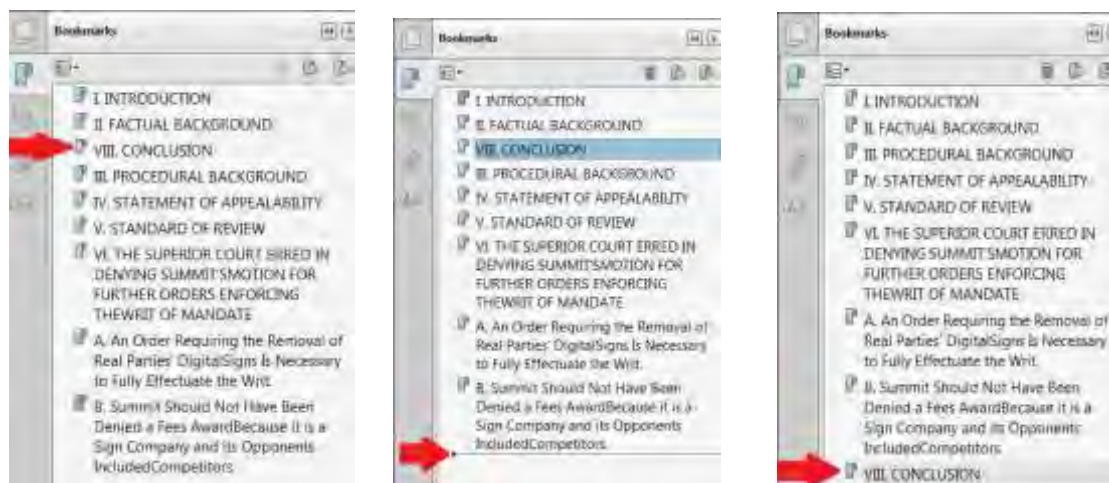 Bookmarks
I. INTRODUCTION
II. FACTUAL BACKGROUND
VIII. CONCLUSION
III. PROCEDURAL BACKGROUND
IV. STATEMENT OF APPEALABILITY
V. STANDARD OF REVIEW
VI. THE SUPERIOR COURT ERRED IN
DENYING SUMMIT'SMOTION FOR
FURTHER ORDERS ENFORCING
THEWRIT OF MANDATE
A. An Order Requiring the Removal of
Real Parties' DigitalSigns Is Necessary
to Fully Effectuate the Writ.
B. Summit Should Not Have Been
Denied a Fees AwardBecause it is a
Sign Company and its Opponents
IncludedCompetitors
Bookmarks
I. INTRODUCTION
II. FACTUAL BACKGROUND
VIII. CONCLUSION
III. PROCEDURAL BACKGROUND
IV. STATEMENT OF APPEALABILITY
V. STANDARD OF REVIEW
VI. THE SUPERIOR COURT ERRED IN
DENYING SUMMIT'SMOTION FOR
FURTHER ORDERS ENFORCING
THEWRIT OF MANDATE
A. An Order Requiring the Removal of
Real Parties' DigitalSigns Is Necessary
to Fully Effectuate the Writ.
B. Summit Should Not Have Been
Denied a Fees AwardBecause it is a
Sign Company and its Opponents
IncludedCompetitors
Bookmarks
I. INTRODUCTION
II. FACTUAL BACKGROUND
III. PROCEDURAL BACKGROUND
IV. STATEMENT OF APPEALABILITY
V. STANDARD OF REVIEW
VI. THE SUPERIOR COURT ERRED IN
DENYING SUMMIT'SMOTION FOR
FURTHER ORDERS ENFORCING
THEWRIT OF MANDATE
A. An Order Requiring the Removal of
Real Parties' DigitalSigns Is Necessary
to Fully Effectuate the Writ.
B. Summit Should Not Have Been
Denied a Fees AwardBecause it is a
Sign Company and its Opponents
IncludedCompetitors
VIII. CONCLUSION